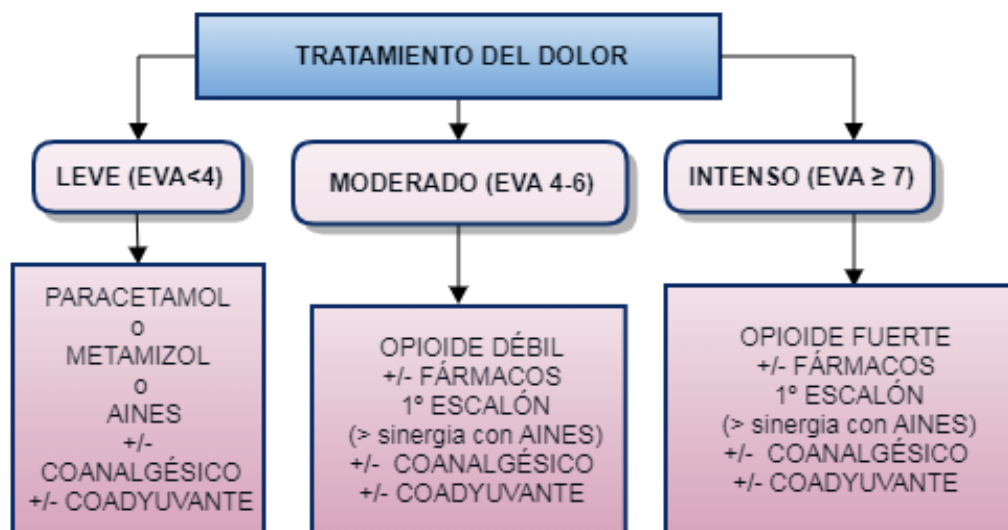 TRATAMIENTO DEL DOLOR
LEVE (EVA<4)
PARACETAMOL
o
METAMIZOL
o
AINES
+/-
COANALGÉSICO
+/- COADYUVANTE
MODERADO (EVA 4-6)
OPIOIDE DÉBIL
+/- FÁRMACOS
1º ESCALÓN
(> sinergia con AINES)
+/- COANALGÉSICO
+/- COADYUVANTE
INTENSO (EVA ≥ 7)
OPIOIDE FUERTE
+/- FÁRMACOS
1º ESCALÓN
(> sinergia con AINES)
+/- COANALGÉSICO
+/- COADYUVANTE